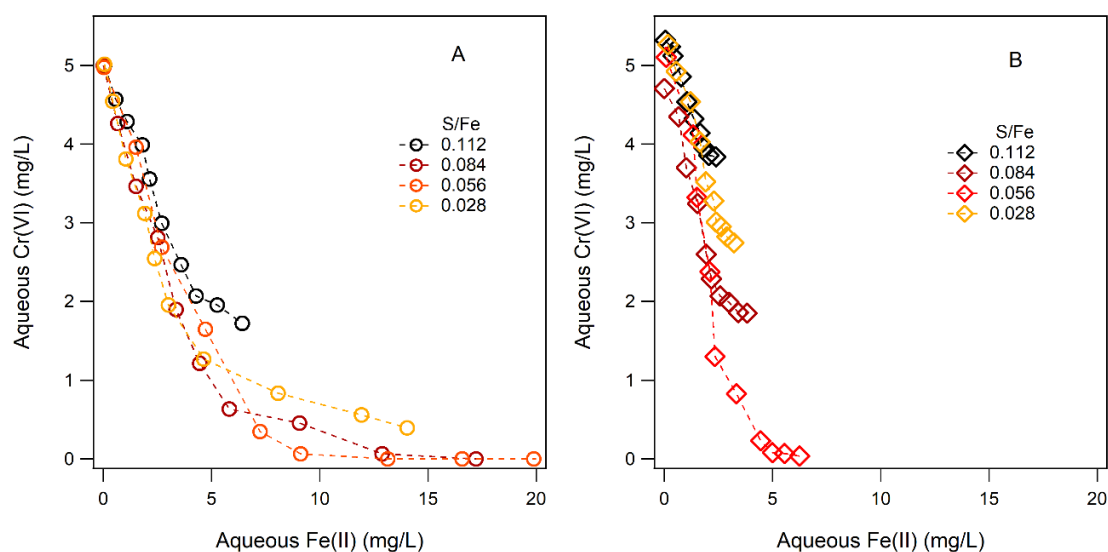 A
S/Fe
0.112
0.084
0.056
0.028
5
4
3
2
1
0
Aqueous Cr(VI) (mg/L)
0 5 10 15 20
Aqueous Fe(II) (mg/L)
B
S/Fe
0.112
0.084
0.056
0.028
5
4
3
2
1
0
Aqueous Cr(VI) (mg/L)
0 5 10 15 20
Aqueous Fe(II) (mg/L)